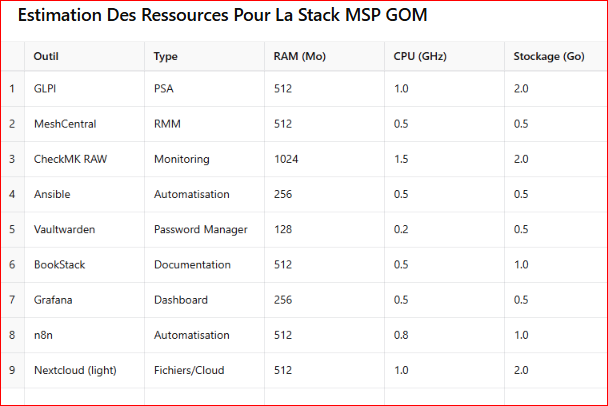 Estimation Des Ressources Pour La Stack MSP GOM
Outil Type RAM (Mo) CPU (GHz) Stockage (Go)
1 GLPI PSA 512 1.0 2.0
2 MeshCentral RMM 512 0.5 0.5
3 CheckMK RAW Monitoring 1024 1.5 2.0
4 Ansible Automatisation 256 0.5 0.5
5 Vaultwarden Password Manager 128 0.2 0.5
6 BookStack Documentation 512 0.5 1.0
7 Grafana Dashboard 256 0.5 0.5
8 n8n Automatisation 512 0.8 1.0
9 Nextcloud (light) Fichiers/Cloud 512 1.0 2.0